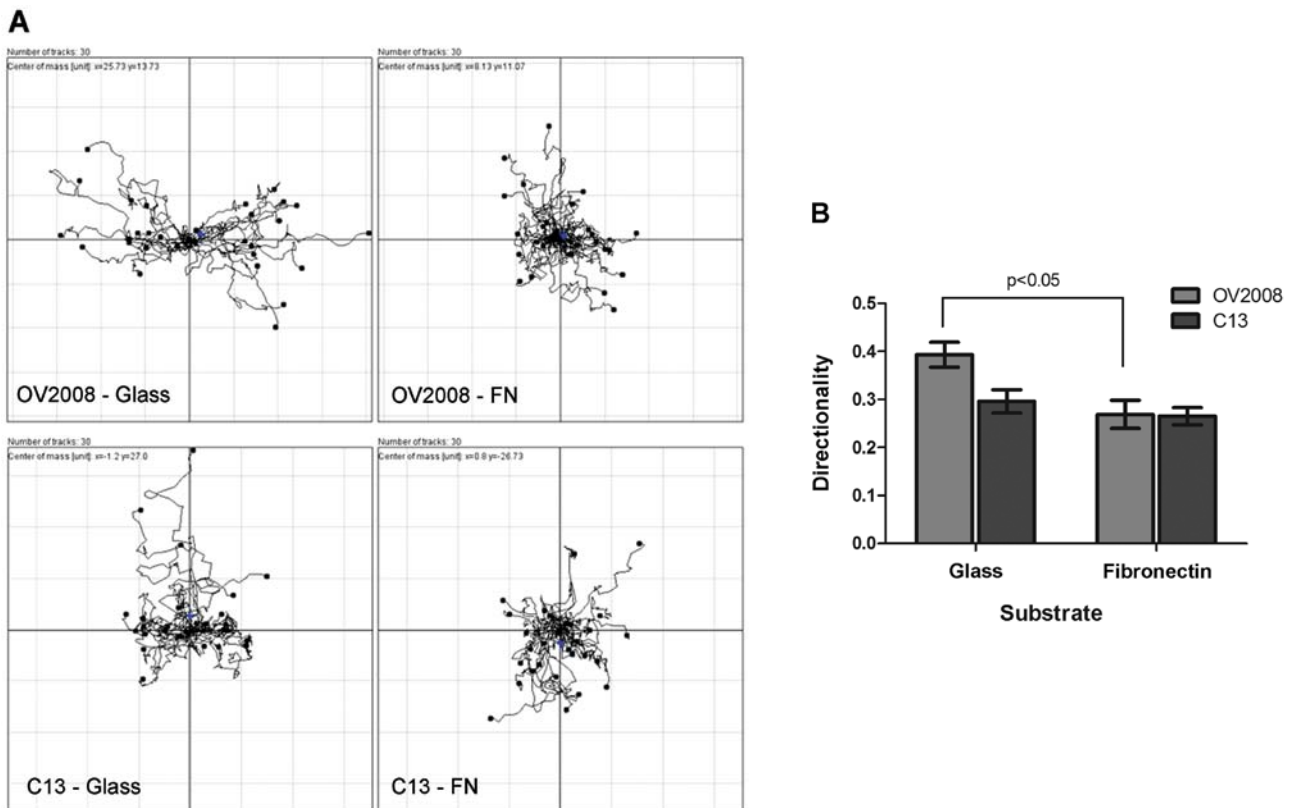 A
Number of tracks: 30
Center of mass [unit]: x=25.73 y=13.73
OV2008 - Glass
Number of tracks: 30
Center of mass [unit]: x=8.13 y=11.07
OV2008 - FN
Number of tracks: 30
Center of mass [unit]: x=-1.2 y=27.0
C13 - Glass
Number of tracks: 30
Center of mass [unit]: x=0.8 y=-26.73
C13 - FN
B
p<0.05
OV2008
C13
0.5
0.4
0.3
0.2
0.1
0.0
Directionality
Glass
Fibronectin
Substrate